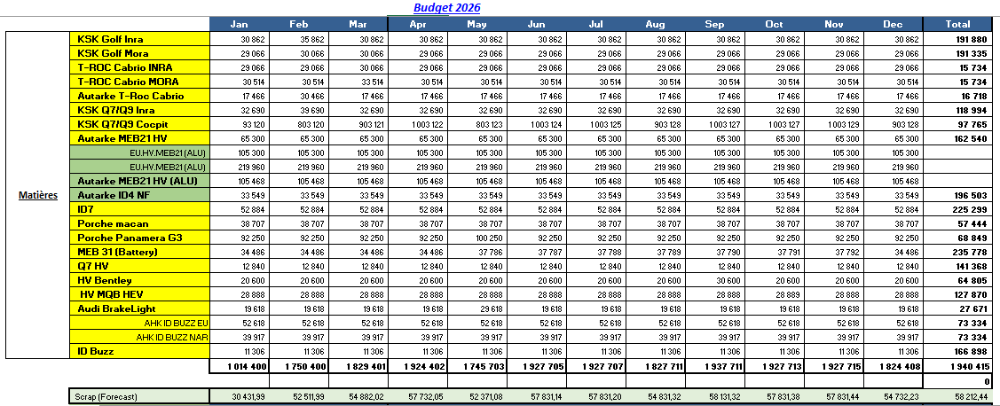 Budget 2026
Jan Feb Mar Apr May Jun Jul Aug Sep Oct Nov Dec Total
KSK Golf Inra 30 862 35 862 30 862 30 862 30 862 30 862 30 862 30 862 30 862 30 862 30 862 30 862 191 880
KSK Golf Mora 29 066 30 066 29 066 29 066 29 066 29 066 29 066 29 066 29 066 29 066 29 066 29 066 191 335
T-ROC Cabrio INRA 29 066 30 066 30 066 29 066 29 066 29 066 29 066 29 066 29 066 29 066 29 066 29 066 15 734
T-ROC Cabrio MORA 30 514 30 514 33 514 30 514 30 514 30 514 30 514 30 514 30 514 30 514 30 514 30 514 15 734
Autarke T-Roc Cabrio 17 466 30 466 17 466 17 466 17 466 17 466 17 466 17 466 17 466 17 466 17 466 17 466 16 718
KSK Q7/Q9 Inra 32 690 39 690 32 690 32 690 32 690 32 690 32 690 32 690 32 690 32 690 32 690 32 690 118 994
KSK Q7/Q9 Cocpit 93 120 803 120 903 121 1 003 122 803 123 1 003 124 1 003 125 903 128 1 003 127 1 003 127 1 003 129 903 128 97 765
Autarke MEB21 HV 65 300 65 300 65 300 65 300 65 300 65 300 65 300 65 300 65 300 65 300 65 300 65 300 162 540
EU.HV.MEB21 (ALU) 105 300 105 300 105 300 105 300 105 300 105 300 105 300 105 300 105 300 105 300 105 300 105 300
EU.HV.MEB21 (ALU) 219 960 219 960 219 960 219 960 219 960 219 960 219 960 219 960 219 960 219 960 219 960 219 960
Autarke MEB21 HV (ALU) 105 468 105 468 105 468 105 468 105 468 105 468 105 468 105 468 105 468 105 468 105 468 105 468
Matières
Autarke ID4 NF 33 549 33 549 33 549 33 549 33 549 33 549 33 549 33 549 33 549 33 549 33 549 33 549 196 503
ID7 52 884 52 884 52 884 52 884 52 884 52 884 52 884 52 884 52 884 52 884 52 884 52 884 225 299
Porche macan 38 707 38 707 38 707 38 707 38 707 38 707 38 707 38 707 38 707 38 707 38 707 38 707 57 444
Porche Panamera G3 92 250 92 250 92 250 92 250 100 250 92 250 92 250 92 250 92 250 92 250 92 250 92 250 68 849
MEB 31 (Battery) 34 486 34 486 34 486 34 486 37 786 37 787 37 788 37 789 37 790 37 791 37 792 34 486 235 778
Q7 HV 12 840 12 840 12 840 12 840 12 840 12 840 12 840 12 840 12 840 12 840 12 840 12 840 141 368
HV Bentley 20 600 20 600 20 600 20 600 20 600 20 600 20 600 20 600 30 600 20 600 20 600 20 600 64 805
HV MQB HEV 28 888 28 888 28 888 28 888 28 888 28 888 28 888 28 888 28 888 28 889 28 888 28 888 127 870
Audi BrakeLight 19 618 19 618 19 618 19 618 29 618 19 618 19 618 19 618 19 618 19 618 19 618 19 618 27 671
AHK ID BUZZ EU 52 618 52 618 52 618 52 618 52 618 52 618 52 618 52 618 52 618 52 618 52 618 52 618 73 334
AHK ID BUZZ NAR 39 917 39 917 39 917 39 917 39 917 39 917 39 917 39 917 39 917 39 917 39 917 39 917 73 334
ID Buzz 11 306 11 306 11 306 11 306 11 306 11 306 11 306 11 306 11 306 11 306 11 306 11 306 166 898
1 014 400 1 750 400 1 829 401 1 924 402 1 745 703 1 927 705 1 927 707 1 827 711 1 937 711 1 927 713 1 927 715 1 824 408 1 940 415
0
Scrap (Forecast) 30 431,99 52 511,99 54 882,02 57 732,05 52 371,08 57 831,14 57 831,20 54 831,32 58 131,32 57 831,38 57 831,44 54 732,23 58 212,44